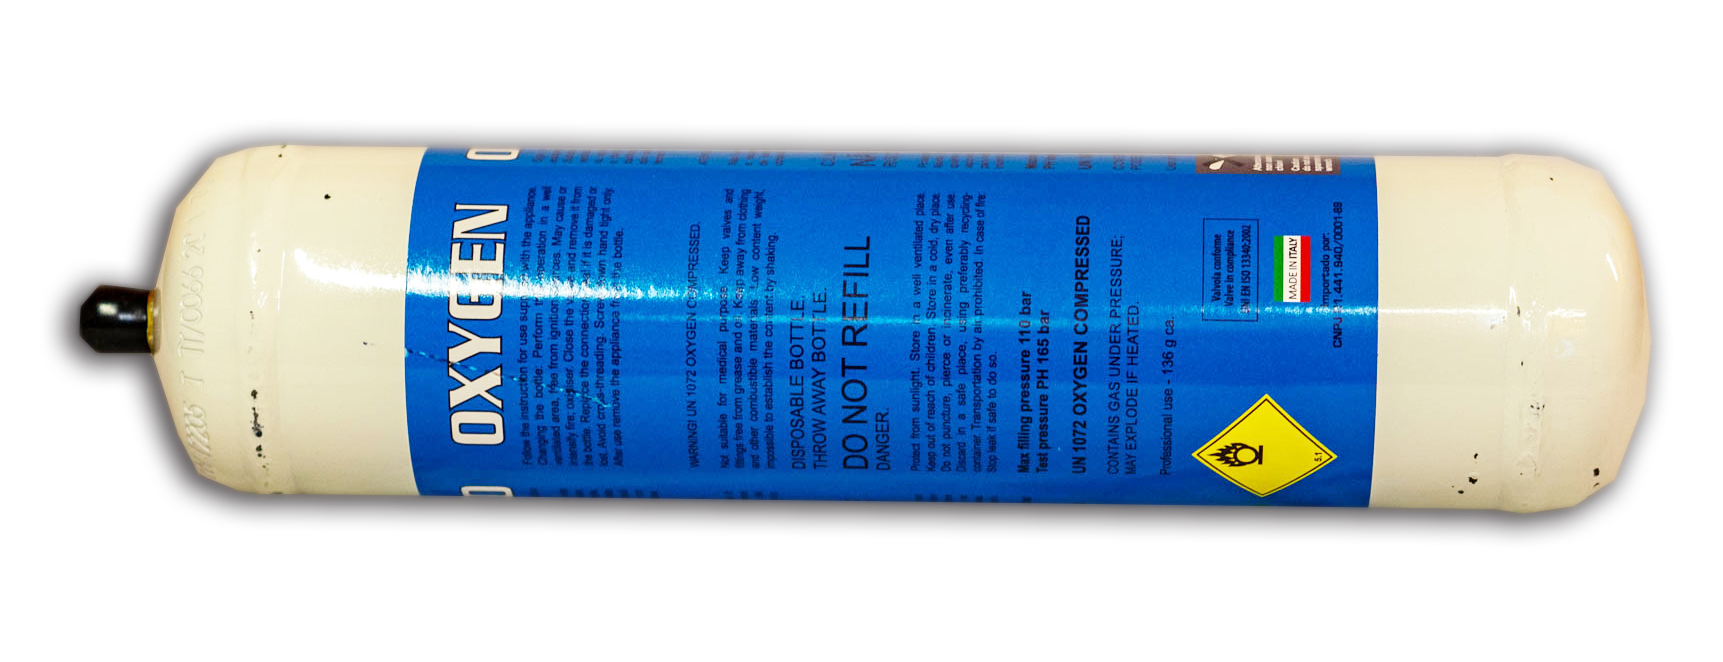 OXYGEN
Follow the instruction for use supply with the appliance.
Changing the bottle: Perform operation in a well
ventilated area, free from ignition May cause or
intensify fire; oxidiser. Close the and remove it from
the bottle. Replace the connection if it is damaged or
lost. Avoid cross-threading. Screw down hand tight only.
After use remove the appliance the bottle.
WARNING! UN 1072 OXYGEN COMPRESSED.
Not suitable for medical purpose. Keep valves and
fittings free from grease and oil. Keep away from clothing
and other combustible materials. Low content weight,
impossible to establish the content by shaking.
DISPOSABLE BOTTLE.
THROW AWAY BOTTLE.
DO NOT REFILL
DANGER.
Protect from sunlight. Store in a well ventilated place.
Keep out of reach of children. Store in a cold, dry place.
Do not puncture, pierce or incinerate, even after use.
Discard in a safe place, using preferably recycling
container. Transportation by air prohibited. In case of fire:
Stop leak if safe to do so.
Max filling pressure 110 bar
Test pressure PH 165 bar
UN 1072 OXYGEN COMPRESSED
CONTAINS GAS UNDER PRESSURE;
MAY EXPLODE IF HEATED.
Professional use - 136 g ca.
Valvola conforme
Valve in compliance
UNI EN ISO 13340:2002
MADE IN ITALY
5.1
Importado por:
CNPJ 1.4441.940/0001-89